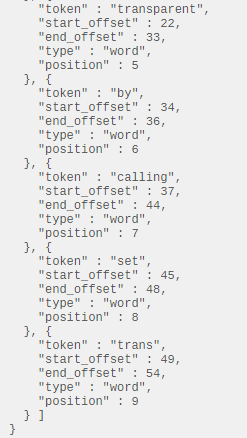 "token" : "transparent",
"start_offset" : 22,
"end_offset" : 33,
"type" : "word",
"position" : 5
}, {
"token" : "by",
"start_offset" : 34,
"end_offset" : 36,
"type" : "word",
"position" : 6
}, {
"token" : "calling",
"start_offset" : 37,
"end_offset" : 44,
"type" : "word",
"position" : 7
}, {
"token" : "set",
"start_offset" : 45,
"end_offset" : 48,
"type" : "word",
"position" : 8
}, {
"token" : "trans",
"start_offset" : 49,
"end_offset" : 54,
"type" : "word",
"position" : 9
} ]
}